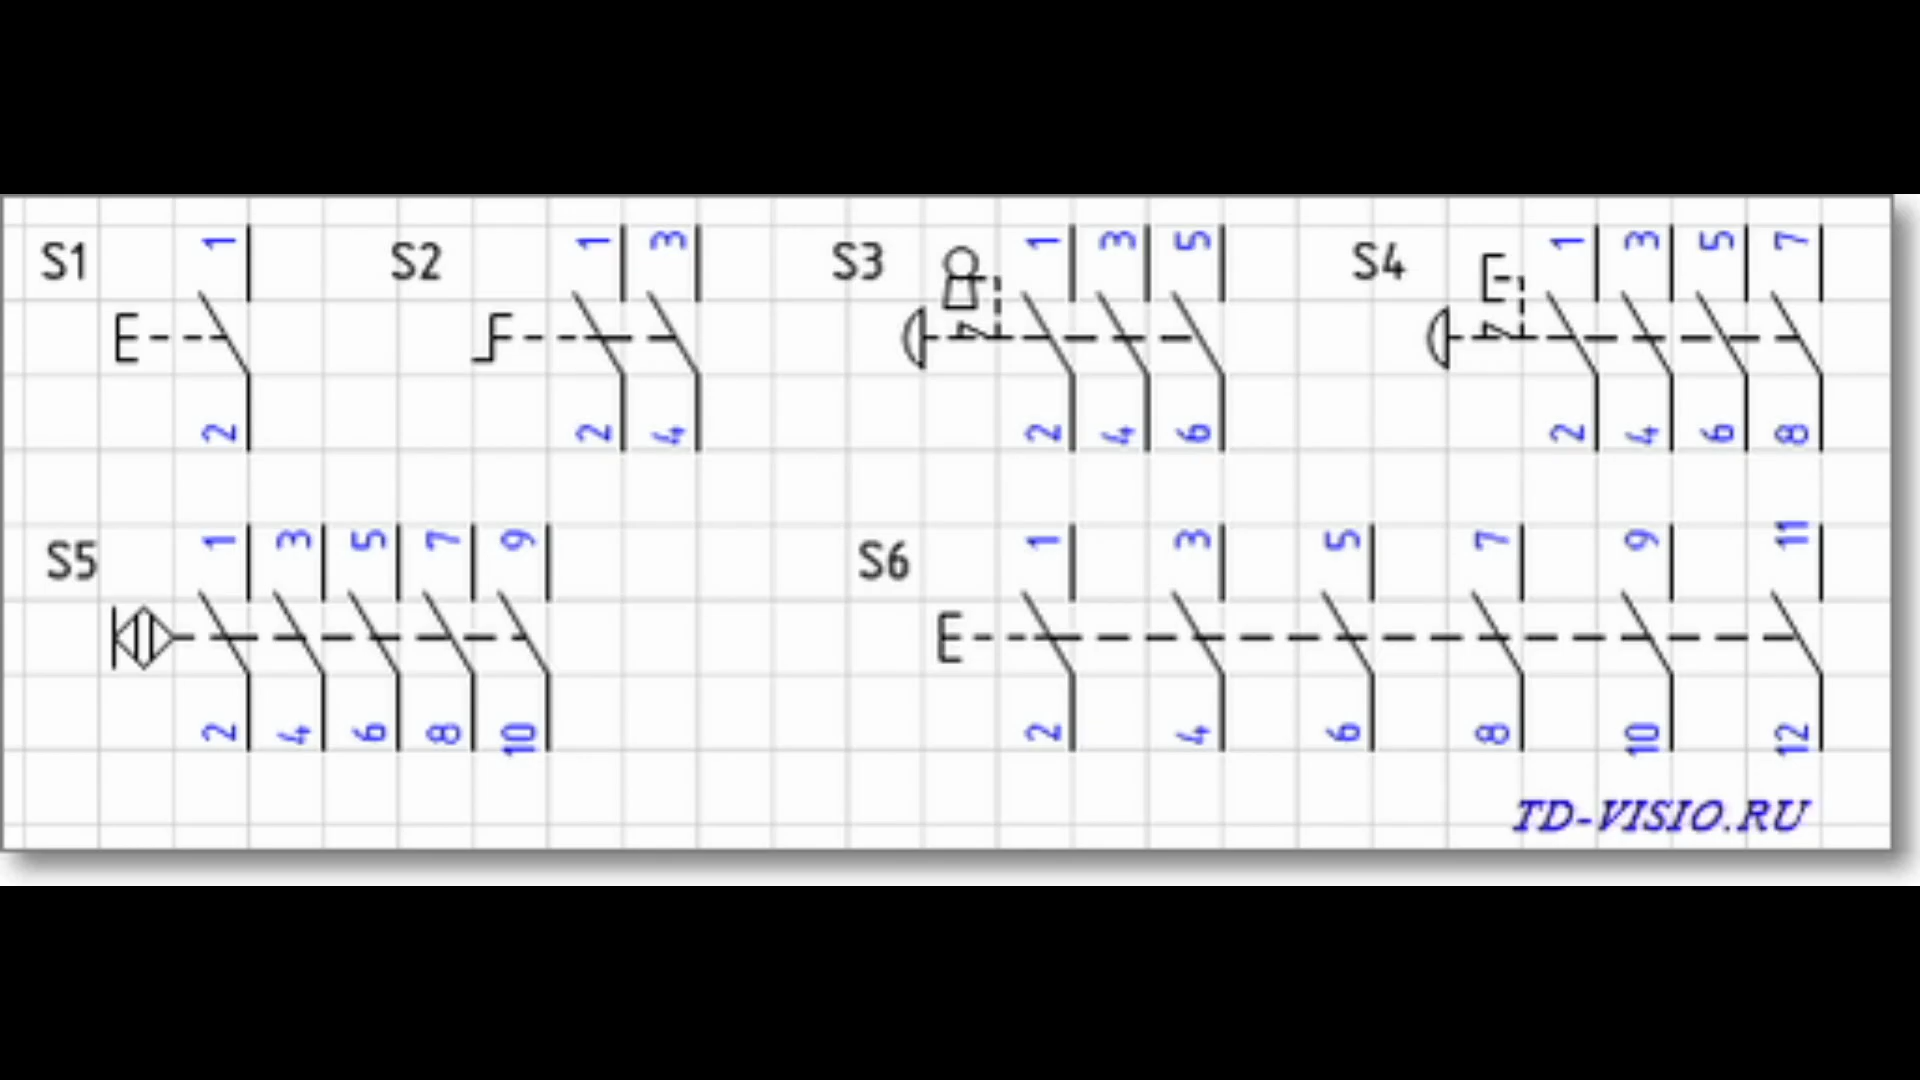 S1 1 S2 1 3 S3 1 3 5 S4 1 3 5 7
2 2 4 2 4 6 2 4 6 8
S5 1 3 5 7 9 S6 1 3 5 7 9 11
2 4 6 8 10 2 4 6 8 10 12
TD-VISIO.RU